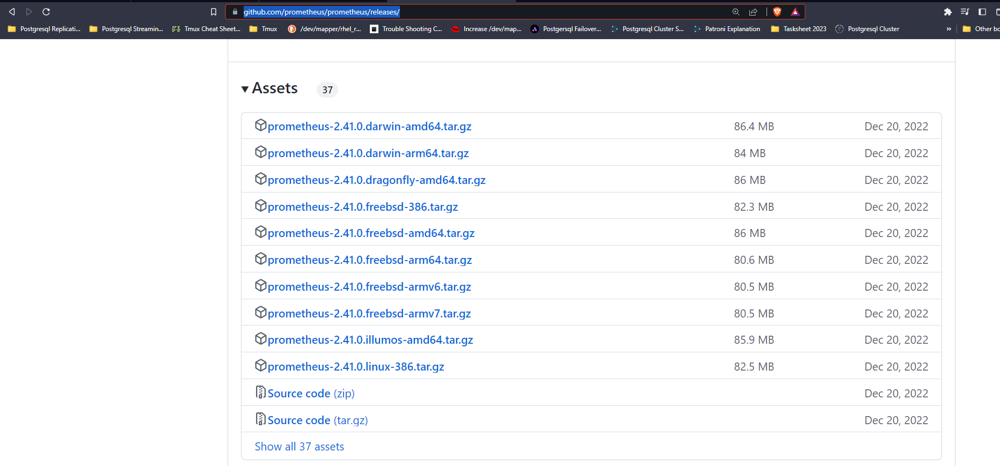 github.com/prometheus/prometheus/releases/
Postgresql Replicati... Postgresql Streamin... Tmux Cheat Sheet... Tmux /dev/mapper/rhel_r... Trouble Shooting C... Increase /dev/map... Postgersql Failover... Postgresql Cluster S... Patroni Explanation Tasksheet 2023 Postgresql Cluster » Other bo
Assets 37
prometheus-2.41.0.darwin-amd64.tar.gz 86.4 MB Dec 20, 2022
prometheus-2.41.0.darwin-arm64.tar.gz 84 MB Dec 20, 2022
prometheus-2.41.0.dragonfly-amd64.tar.gz 86 MB Dec 20, 2022
prometheus-2.41.0.freebsd-386.tar.gz 82.3 MB Dec 20, 2022
prometheus-2.41.0.freebsd-amd64.tar.gz 86 MB Dec 20, 2022
prometheus-2.41.0.freebsd-arm64.tar.gz 80.6 MB Dec 20, 2022
prometheus-2.41.0.freebsd-armv6.tar.gz 80.5 MB Dec 20, 2022
prometheus-2.41.0.freebsd-armv7.tar.gz 80.5 MB Dec 20, 2022
prometheus-2.41.0.illumos-amd64.tar.gz 85.9 MB Dec 20, 2022
prometheus-2.41.0.linux-386.tar.gz 82.5 MB Dec 20, 2022
Source code (zip) Dec 20, 2022
Source code (tar.gz) Dec 20, 2022
Show all 37 assets